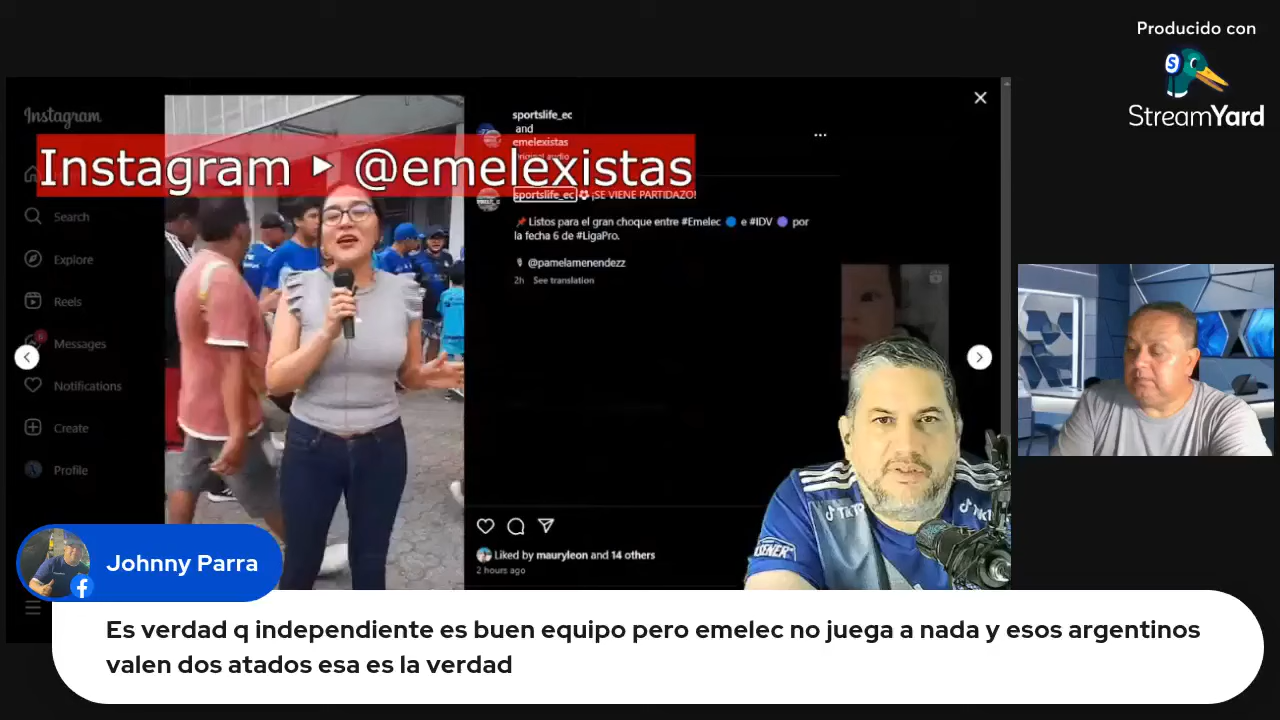 Producido con
StreamYard
Instagram
Instagram ▸ @emelexistas
Search
Explore
Reels
Messages
Notifications
Create
Profile
sportslife_ec
and
emelexistas
original audio
sportslife_ec ⚽ ¡SE VIENE PARTIDAZO!
📌 Listos para el gran choque entre #Emelec 🔵 e #IDV 🟣 por
la fecha 6 de #LigaPro.
🎙 @pamelamenendezz
2h See translation
Liked by mauryleon and 14 others
2 hours ago
Johnny Parra
Es verdad q independiente es buen equipo pero emelec no juega a nada y esos argentinos
valen dos atados esa es la verdad